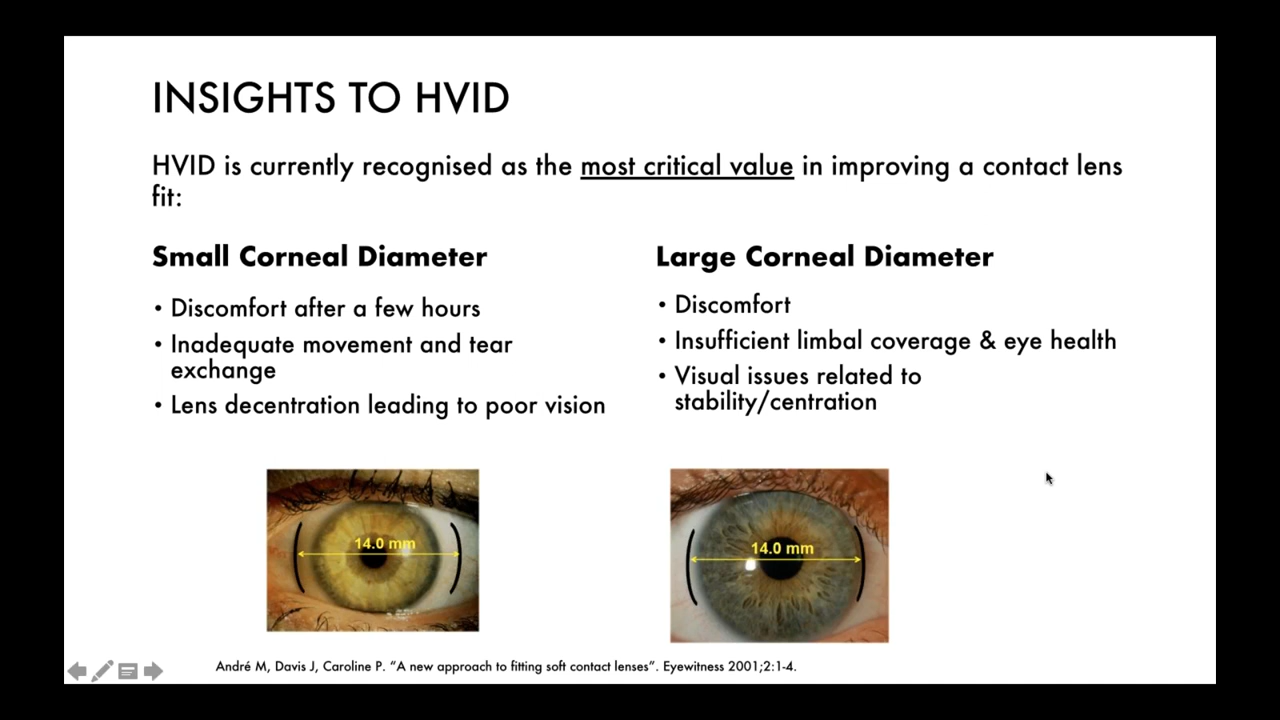 INSIGHTS TO HVID
HVID is currently recognised as the most critical value in improving a contact lens
fit:
Small Corneal Diameter
• Discomfort after a few hours
• Inadequate movement and tear
exchange
• Lens decentration leading to poor vision
Large Corneal Diameter
• Discomfort
• Insufficient limbal coverage & eye health
• Visual issues related to
stability/centration
14.0 mm
14.0 mm
André M, Davis J, Caroline P. “A new approach to fitting soft contact lenses”. Eyewitness 2001;2:1-4.